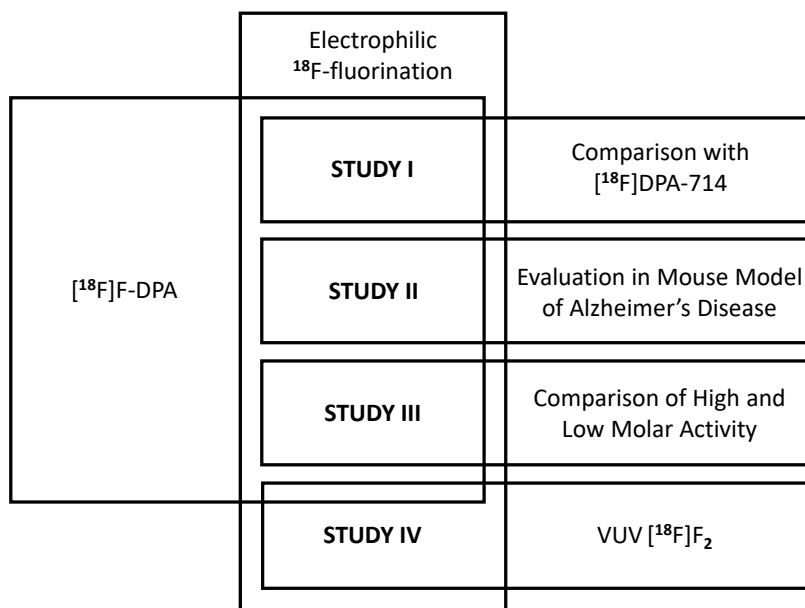 Electrophilic
¹⁸F-fluorination
STUDY I
Comparison with
[¹⁸F]DPA-714
[¹⁸F]F-DPA
STUDY II
Evaluation in Mouse Model
of Alzheimer’s Disease
STUDY III
Comparison of High and
Low Molar Activity
STUDY IV
VUV [¹⁸F]F₂